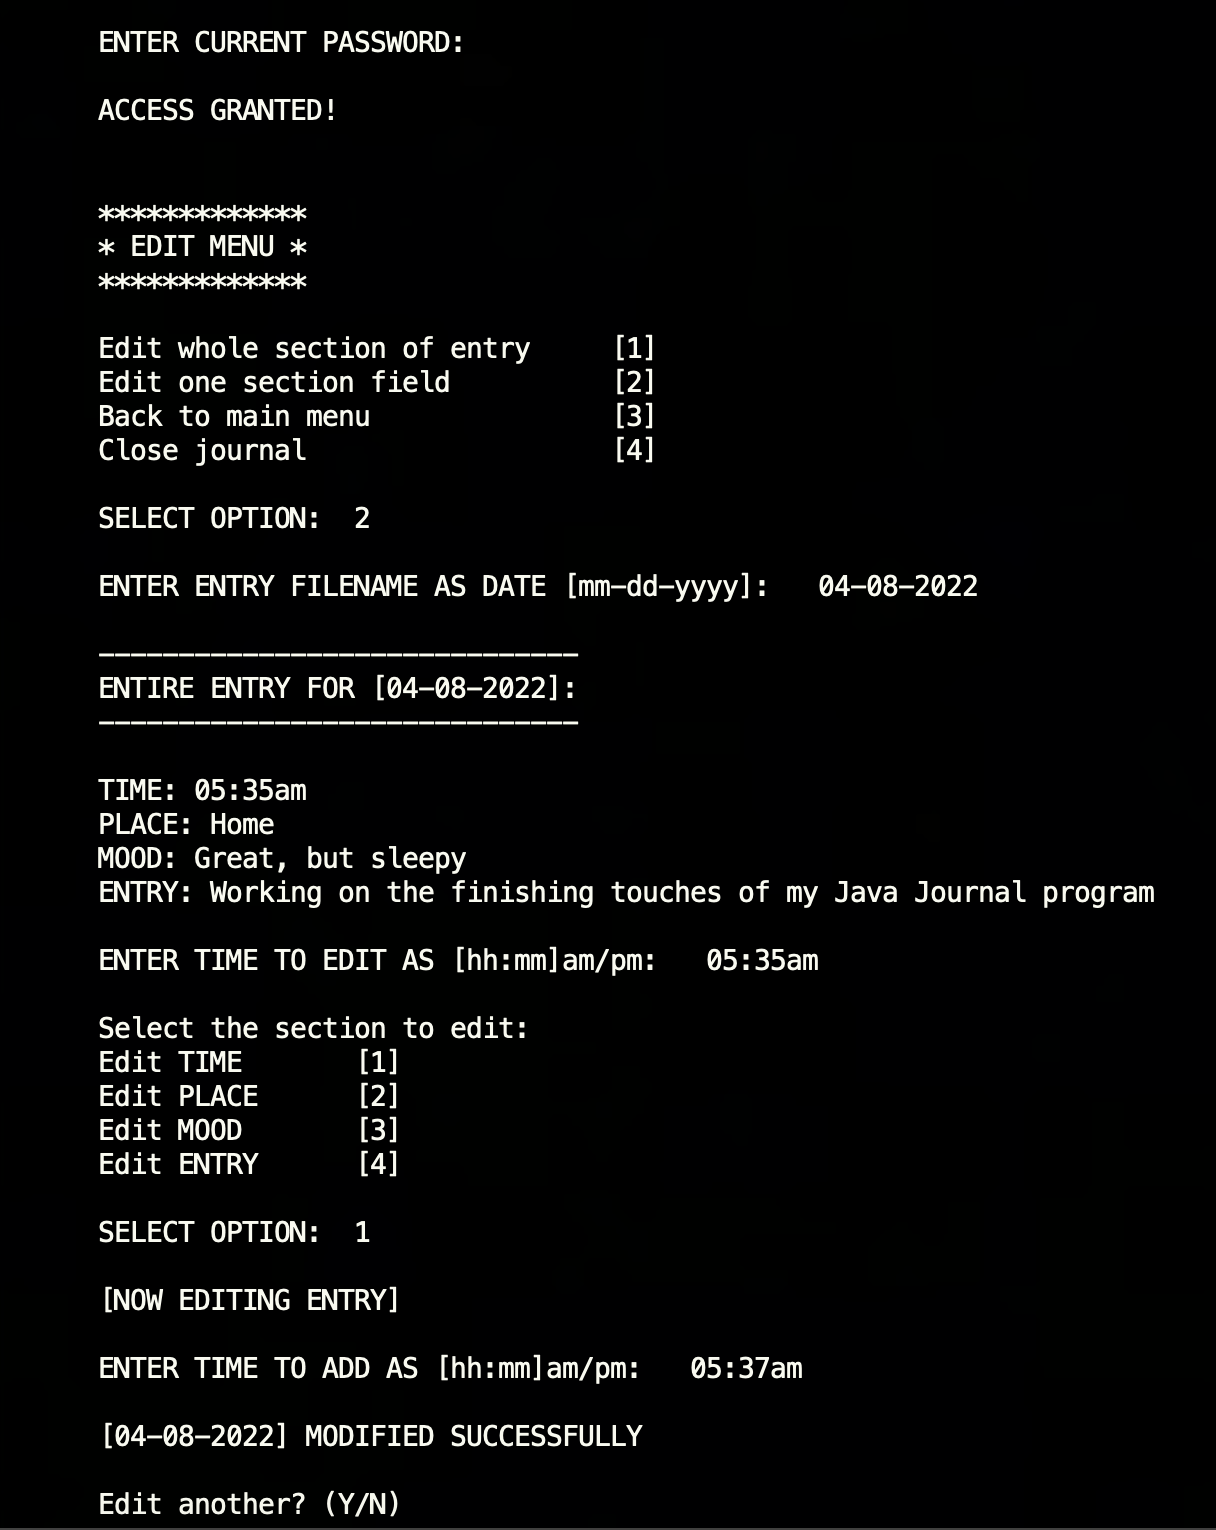 ENTER CURRENT PASSWORD:
ACCESS GRANTED!
*************
* EDIT MENU *
*************
Edit whole section of entry [1]
Edit one section field [2]
Back to main menu [3]
Close journal [4]
SELECT OPTION: 2
ENTER ENTRY FILENAME AS DATE [mm-dd-yyyy]: 04-08-2022
------------------------------
ENTIRE ENTRY FOR [04-08-2022]:
------------------------------
TIME: 05:35am
PLACE: Home
MOOD: Great, but sleepy
ENTRY: Working on the finishing touches of my Java Journal program
ENTER TIME TO EDIT AS [hh:mm]am/pm: 05:35am
Select the section to edit:
Edit TIME [1]
Edit PLACE [2]
Edit MOOD [3]
Edit ENTRY [4]
SELECT OPTION: 1
[NOW EDITING ENTRY]
ENTER TIME TO ADD AS [hh:mm]am/pm: 05:37am
[04-08-2022] MODIFIED SUCCESSFULLY
Edit another? (Y/N)